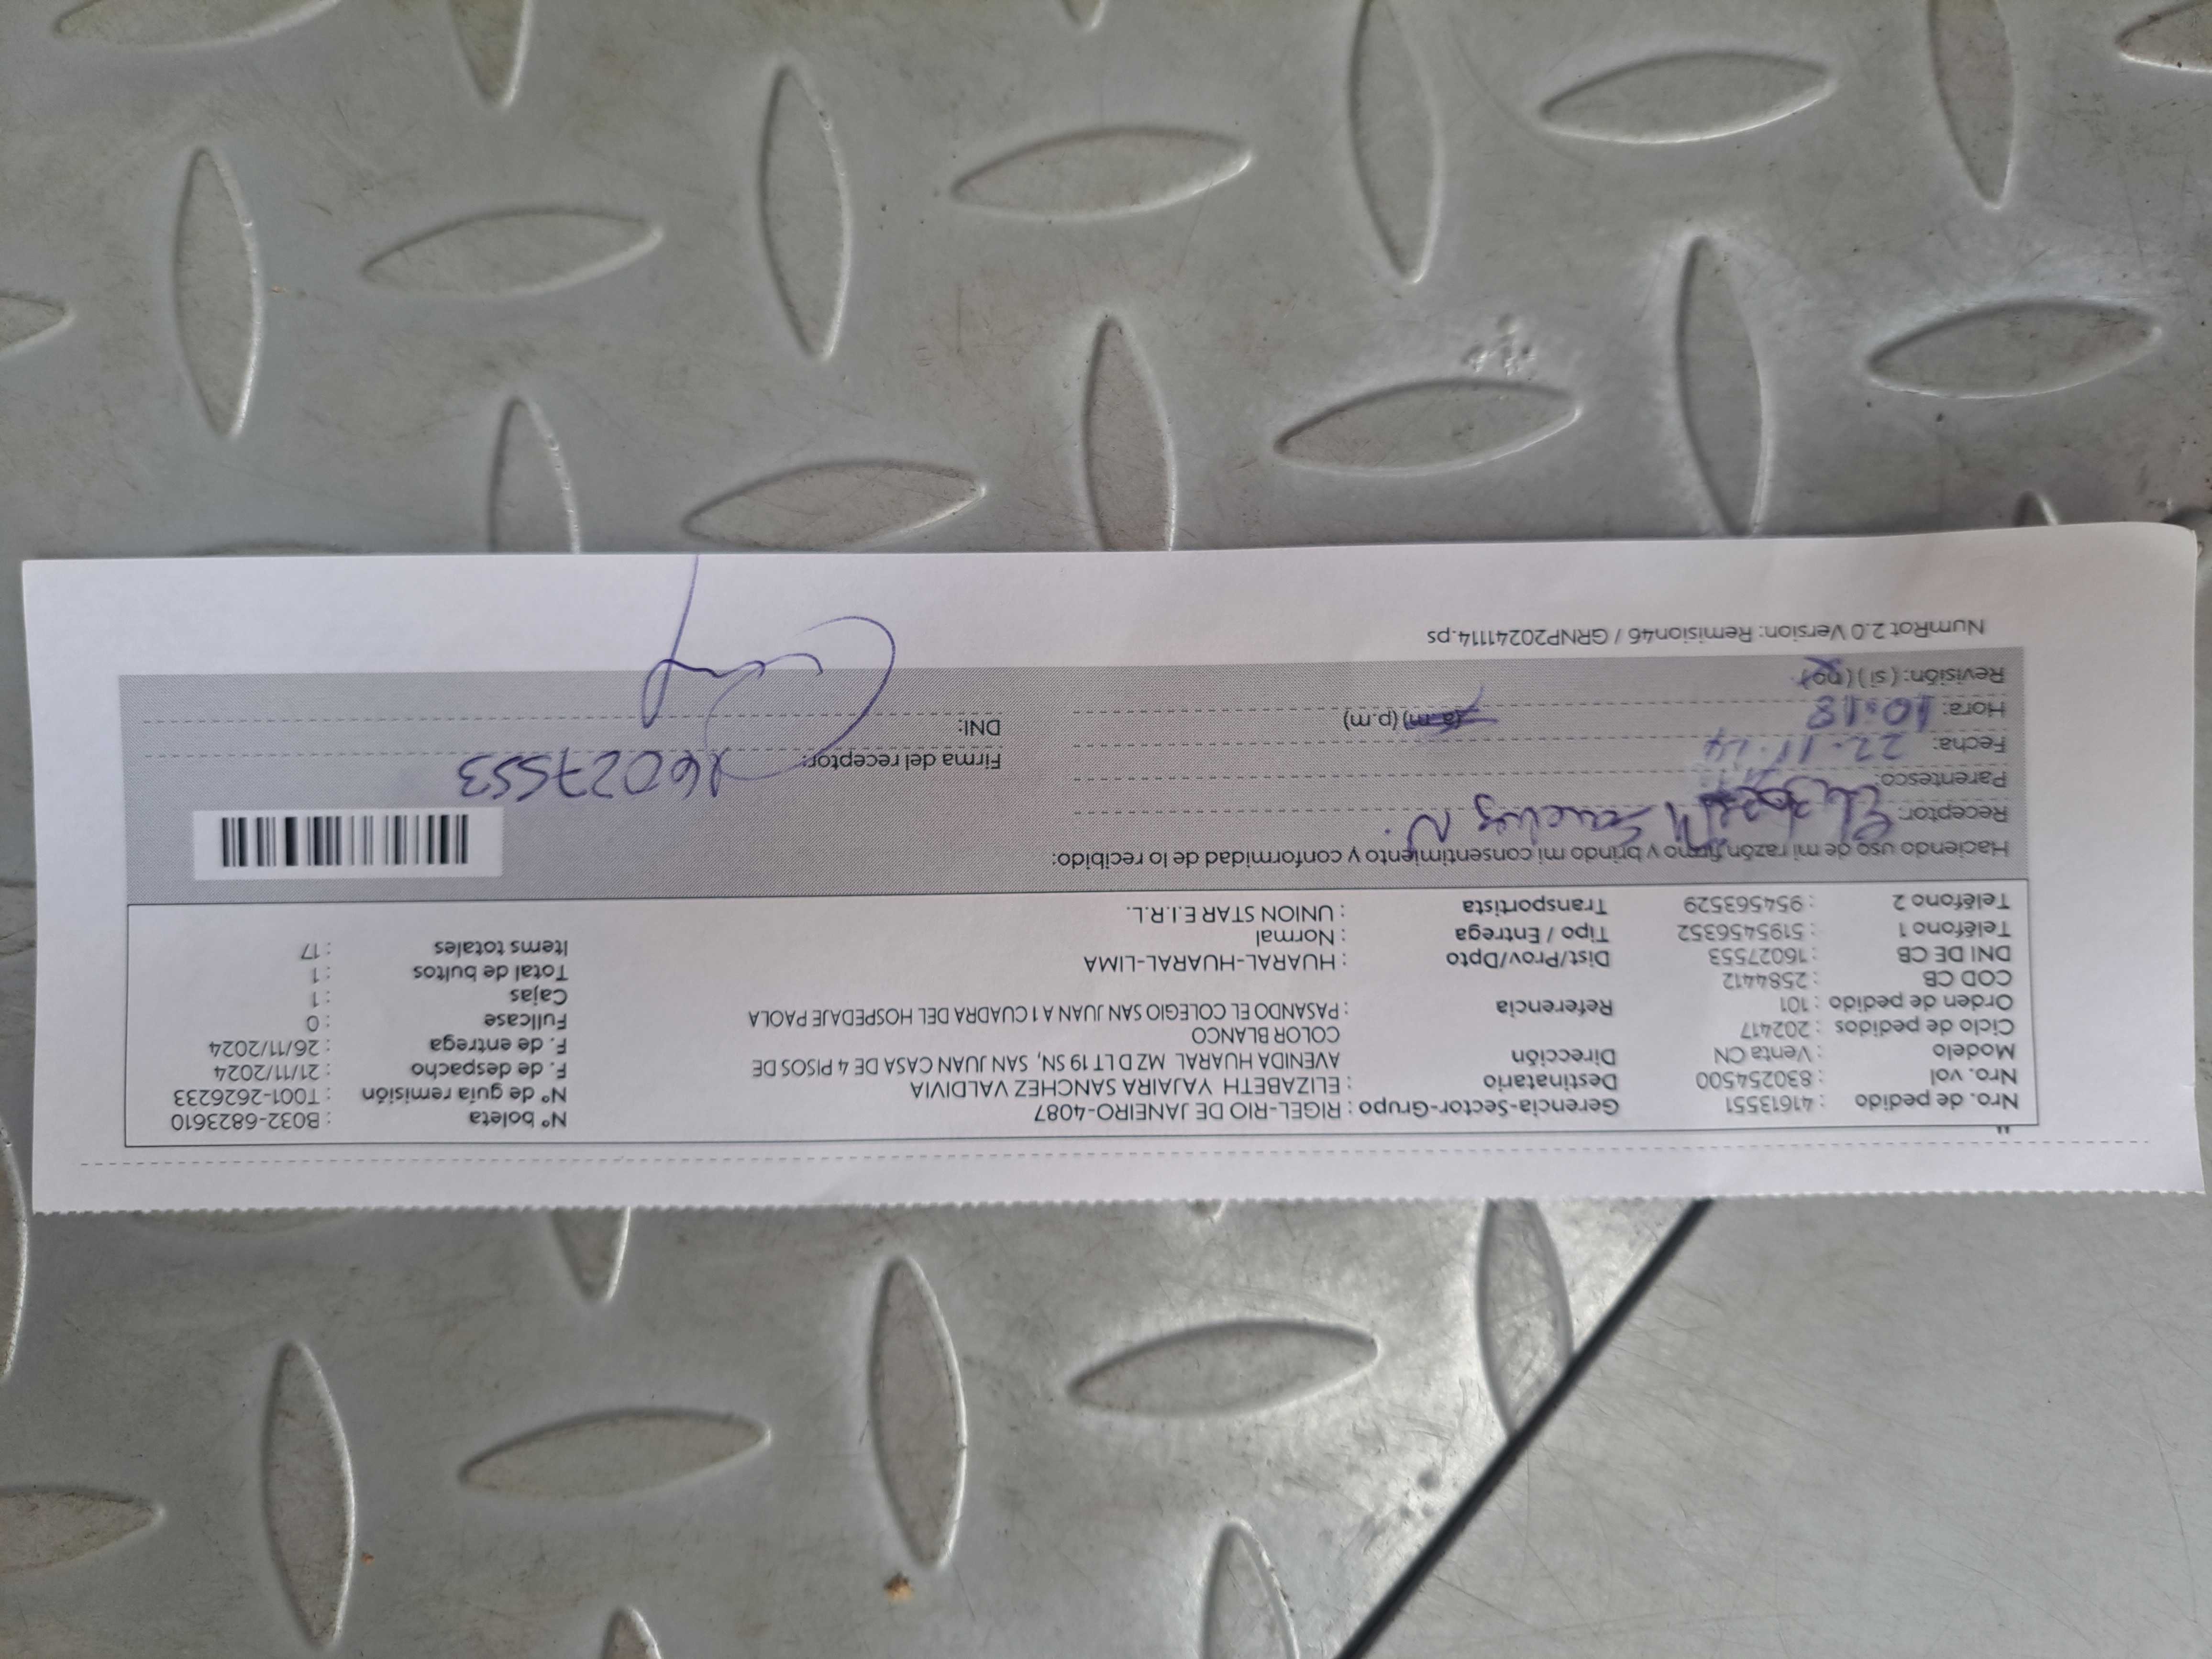 Nro. de pedido : 41613551 Gerencia-Sector-Grupo : RIGEL-RIO DE JANEIRO-4087 N° boleta : B032-6823610
Nro. vol : 830254500 Destinatario : ELIZABETH YAJAIRA SANCHEZ VALDIVIA N° de guía remisión : T001-2626233
Modelo : Venta CN Dirección AVENIDA HUARAL MZ D LT 19 SN, SAN JUAN CASA DE 4 PISOS DE F. de despacho : 21/11/2024
Ciclo de pedidos : 202417 COLOR BLANCO F. de entrega : 26/11/2024
Orden de pedido : 101 Referencia : PASANDO EL COLEGIO SAN JUAN A 1 CUADRA DEL HOSPEDAJE PAOLA Fullcase : 0
COD CB : 2584412 Cajas : 1
DNI DE CB : 16027553 Dist/Prov/Dpto : HUARAL-HUARAL-LIMA Total de bultos : 1
Teléfono 1 : 5195456352 Tipo / Entrega : Normal Items totales : 17
Teléfono 2 : 954563529 Transportista : UNION STAR E.I.R.L.
Haciendo uso de mi razón firmo y brindo mi consentimiento y conformidad de lo recibido:
Receptor: Elizabeth Sanchez
Parentesco:
Fecha: 22.11.24 Firma del receptor: 16027553
Hora: 10:18 (a.m) (p.m) DNI:
Revisión: ( si ) ( no )
NumRot 2.0 Version: Remision46 / GRNP20241114.ps